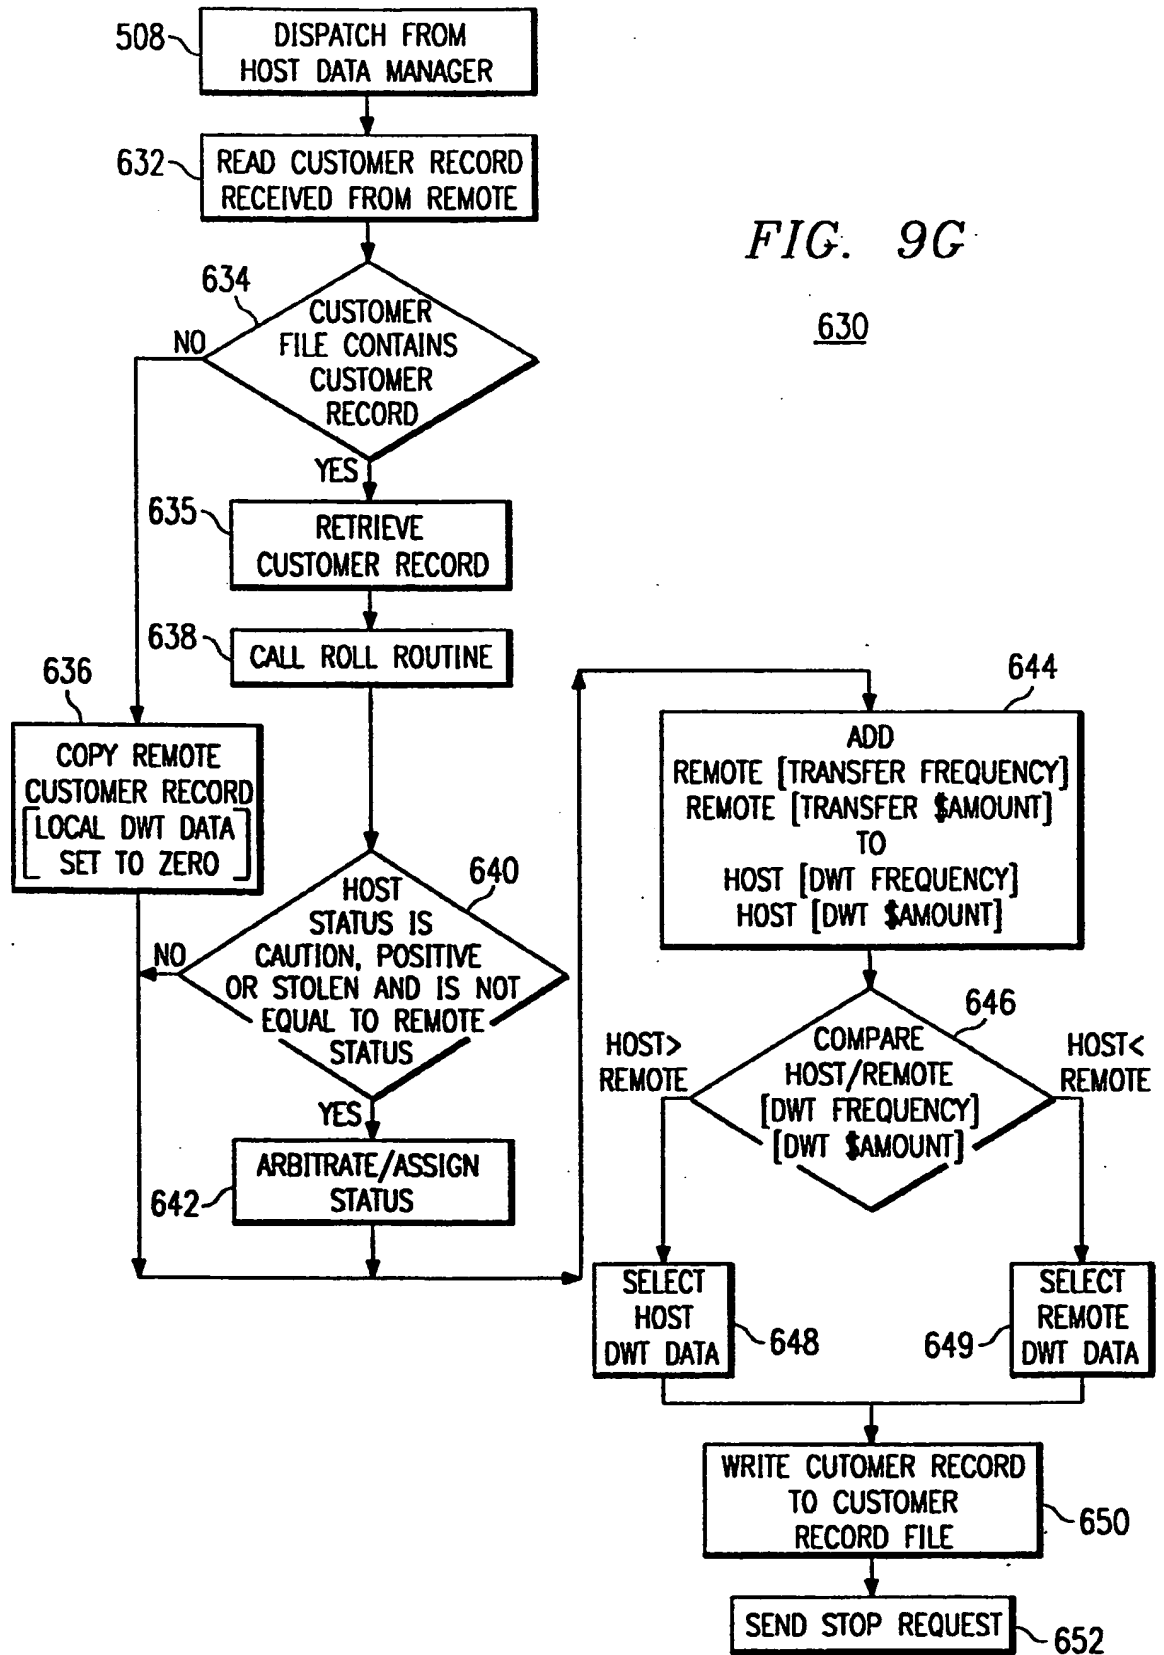 508
DISPATCH FROM
HOST DATA MANAGER
632
READ CUSTOMER RECORD
RECEIVED FROM REMOTE
FIG. 9G
630
634
CUSTOMER
FILE CONTAINS
CUSTOMER
RECORD
NO
YES
635
RETRIEVE
CUSTOMER RECORD
638
CALL ROLL ROUTINE
636
COPY REMOTE
CUSTOMER RECORD
[LOCAL DWT DATA
SET TO ZERO]
640
HOST
STATUS IS
CAUTION, POSITIVE
OR STOLEN AND IS NOT
EQUAL TO REMOTE
STATUS
NO
YES
642
ARBITRATE/ASSIGN
STATUS
644
ADD
REMOTE [TRANSFER FREQUENCY]
REMOTE [TRANSFER $AMOUNT]
TO
HOST [DWT FREQUENCY]
HOST [DWT $AMOUNT]
646
COMPARE
HOST/REMOTE
[DWT FREQUENCY]
[DWT $AMOUNT]
HOST>
REMOTE
HOST<
REMOTE
SELECT
HOST
DWT DATA
648
649
SELECT
REMOTE
DWT DATA
WRITE CUTOMER RECORD
TO CUSTOMER
RECORD FILE
650
SEND STOP REQUEST
652